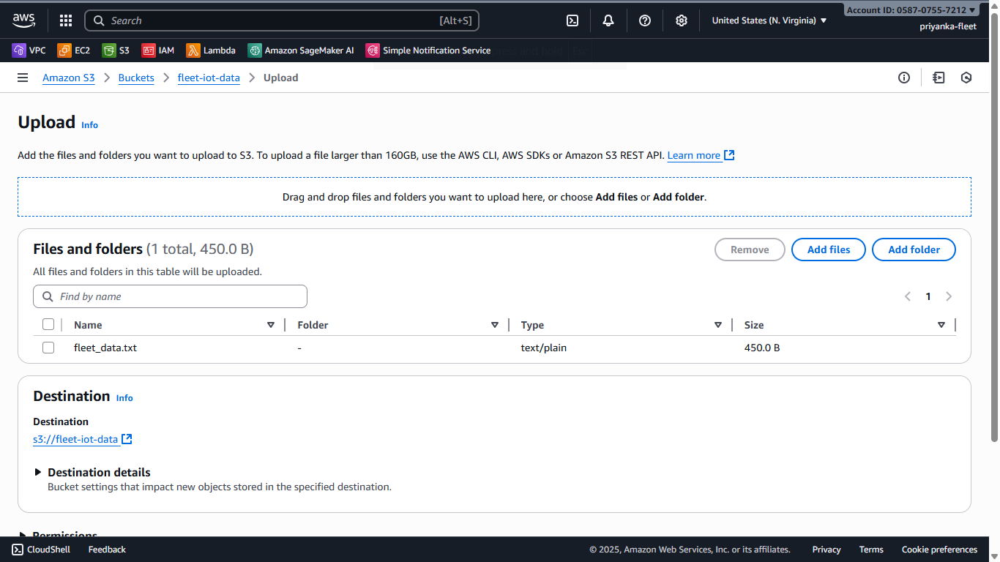 aws
Search [Alt+S]
United States (N. Virginia)
Account ID: 0587-0755-7212
priyanka-fleet
VPC EC2 S3 IAM Lambda Amazon SageMaker AI Simple Notification Service
Amazon S3 Buckets fleet-iot-data Upload
Upload Info
Add the files and folders you want to upload to S3. To upload a file larger than 160GB, use the AWS CLI, AWS SDKs or Amazon S3 REST API. Learn more
Drag and drop files and folders you want to upload here, or choose Add files or Add folder.
Files and folders (1 total, 450.0 B)
Remove Add files Add folder
All files and folders in this table will be uploaded.
Find by name
1
Name Folder Type Size
fleet_data.txt - text/plain 450.0 B
Destination Info
Destination
s3://fleet-iot-data
Destination details
Bucket settings that impact new objects stored in the specified destination.
Permissions
CloudShell Feedback © 2025, Amazon Web Services, Inc. or its affiliates. Privacy Terms Cookie preferences